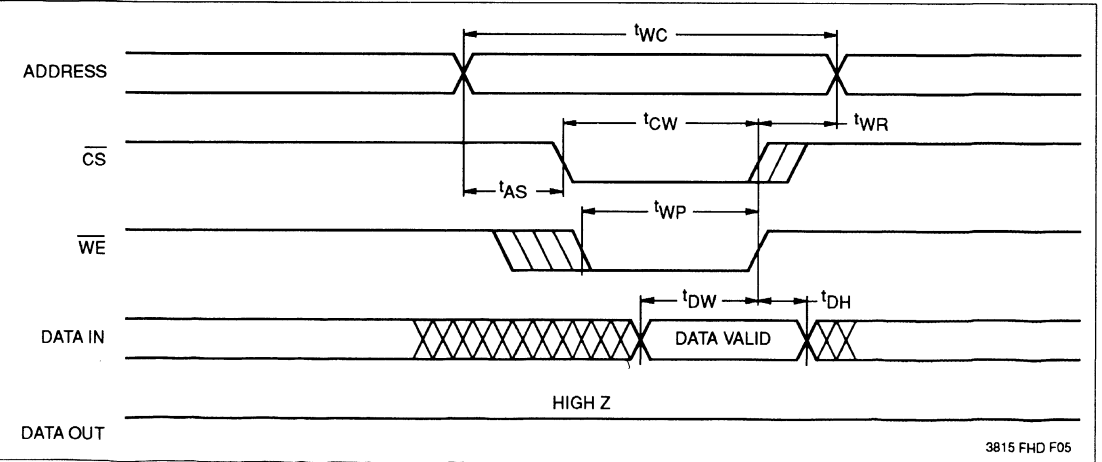 tWC
ADDRESS
tCW
tWR
CS
tAS
tWP
WE
tDW
tDH
DATA IN
DATA VALID
HIGH Z
DATA OUT
3815 FHD F05